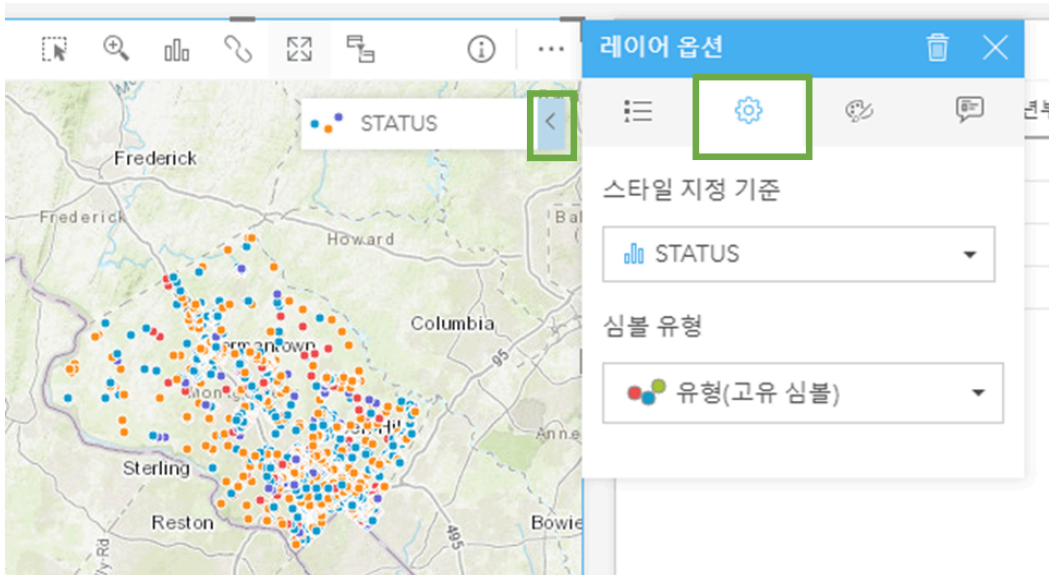 레이어 옵션
STATUS
스타일 지정 기준
STATUS
심볼 유형
유형(고유 심볼)
Frederick
Frederick
Howard
Columbia
95
Sterling
Reston
Bowie
495